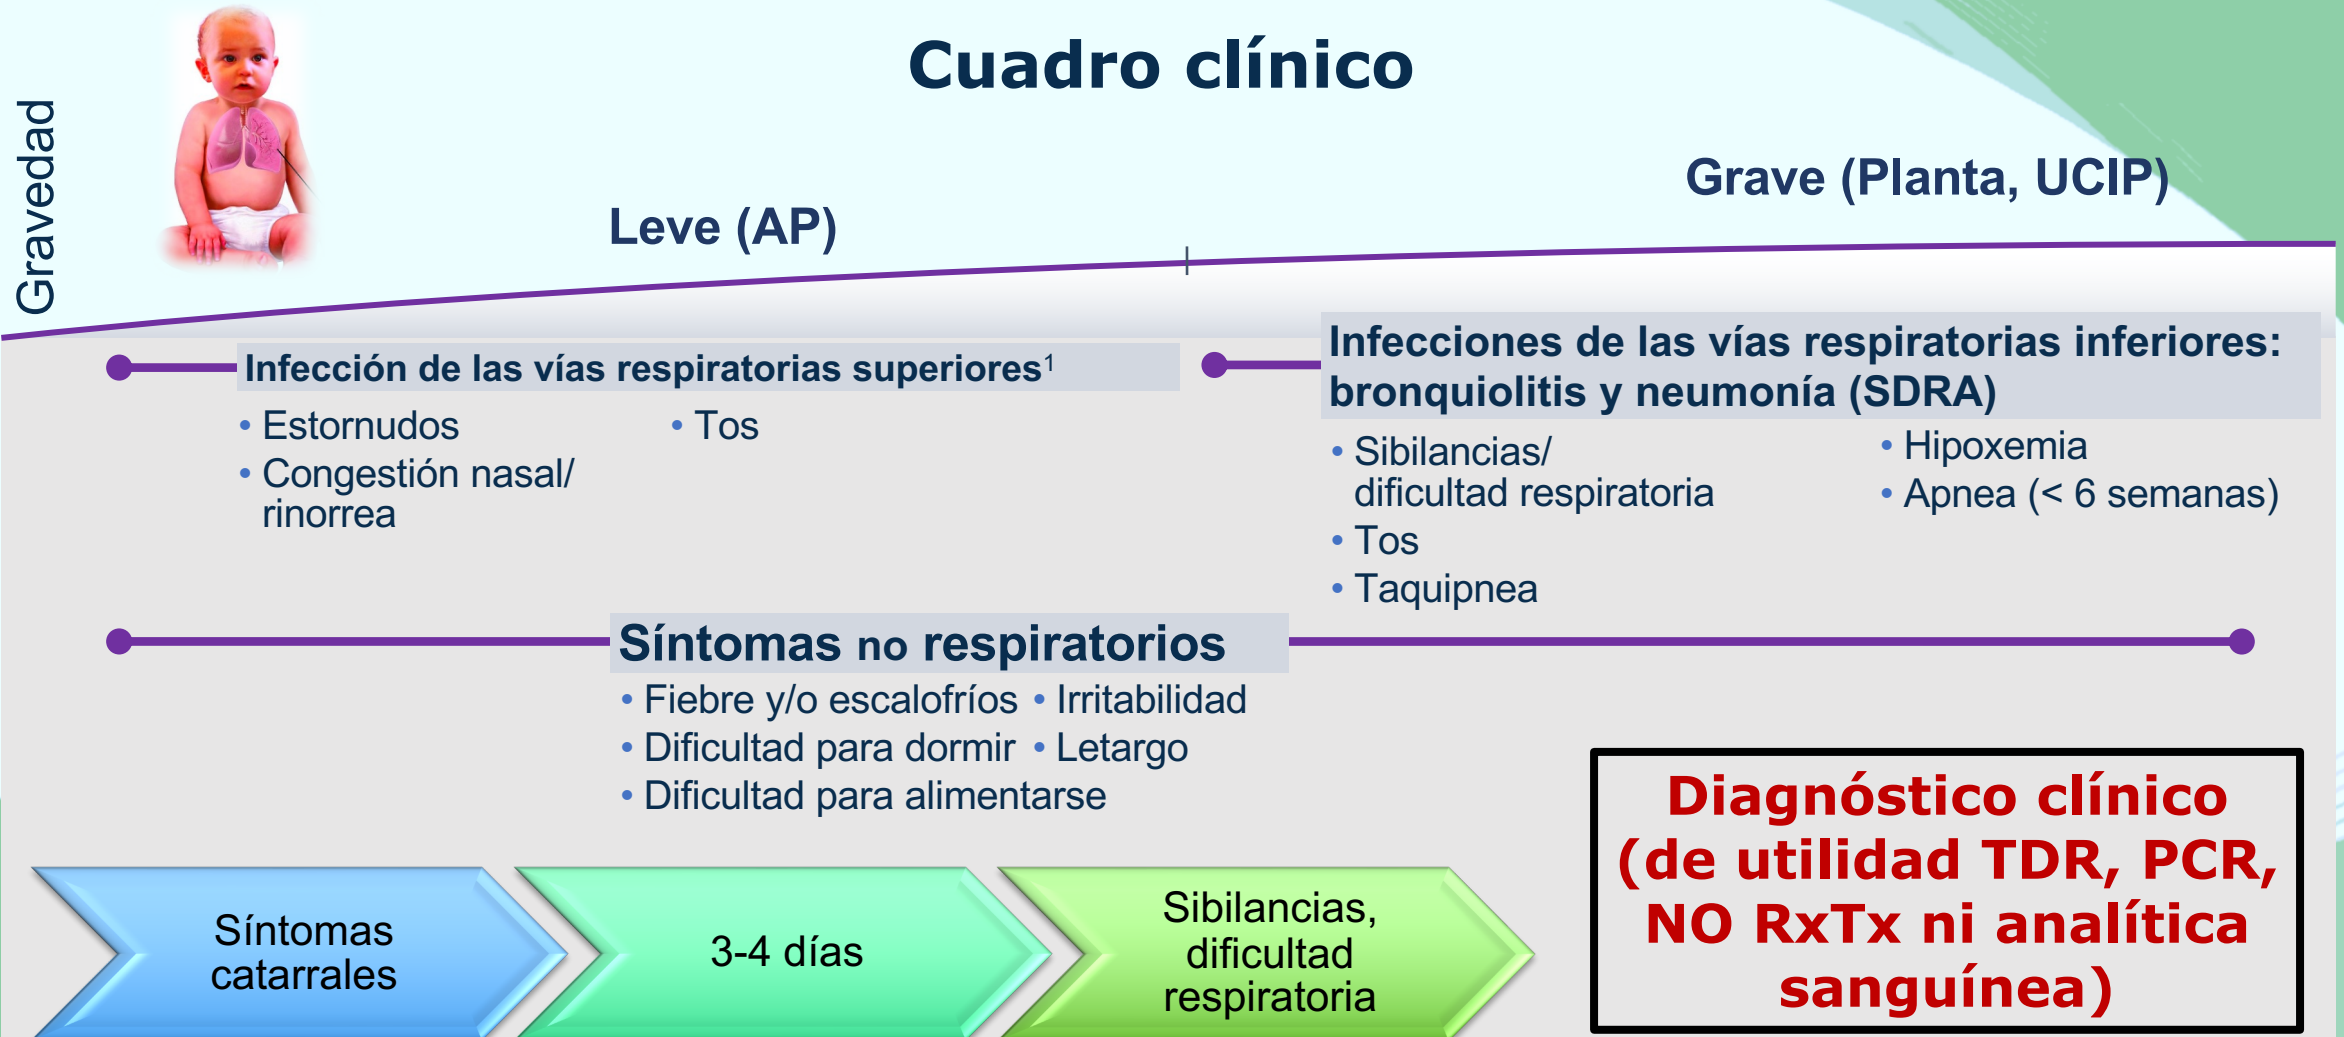 Cuadro clínico
Gravedad
Leve (AP)
Grave (Planta, UCIP)
Infección de las vías respiratorias superiores¹
• Estornudos
• Congestión nasal/
rinorrea
• Tos
Infecciones de las vías respiratorias inferiores:
bronquiolitis y neumonía (SDRA)
• Sibilancias/
dificultad respiratoria
• Tos
• Taquipnea
• Hipoxemia
• Apnea (< 6 semanas)
Síntomas no respiratorios
• Fiebre y/o escalofríos
• Dificultad para dormir
• Dificultad para alimentarse
• Irritabilidad
• Letargo
Síntomas
catarrales
3-4 días
Sibilancias,
dificultad
respiratoria
Diagnóstico clínico
(de utilidad TDR, PCR,
NO RxTx ni analítica
sanguínea)